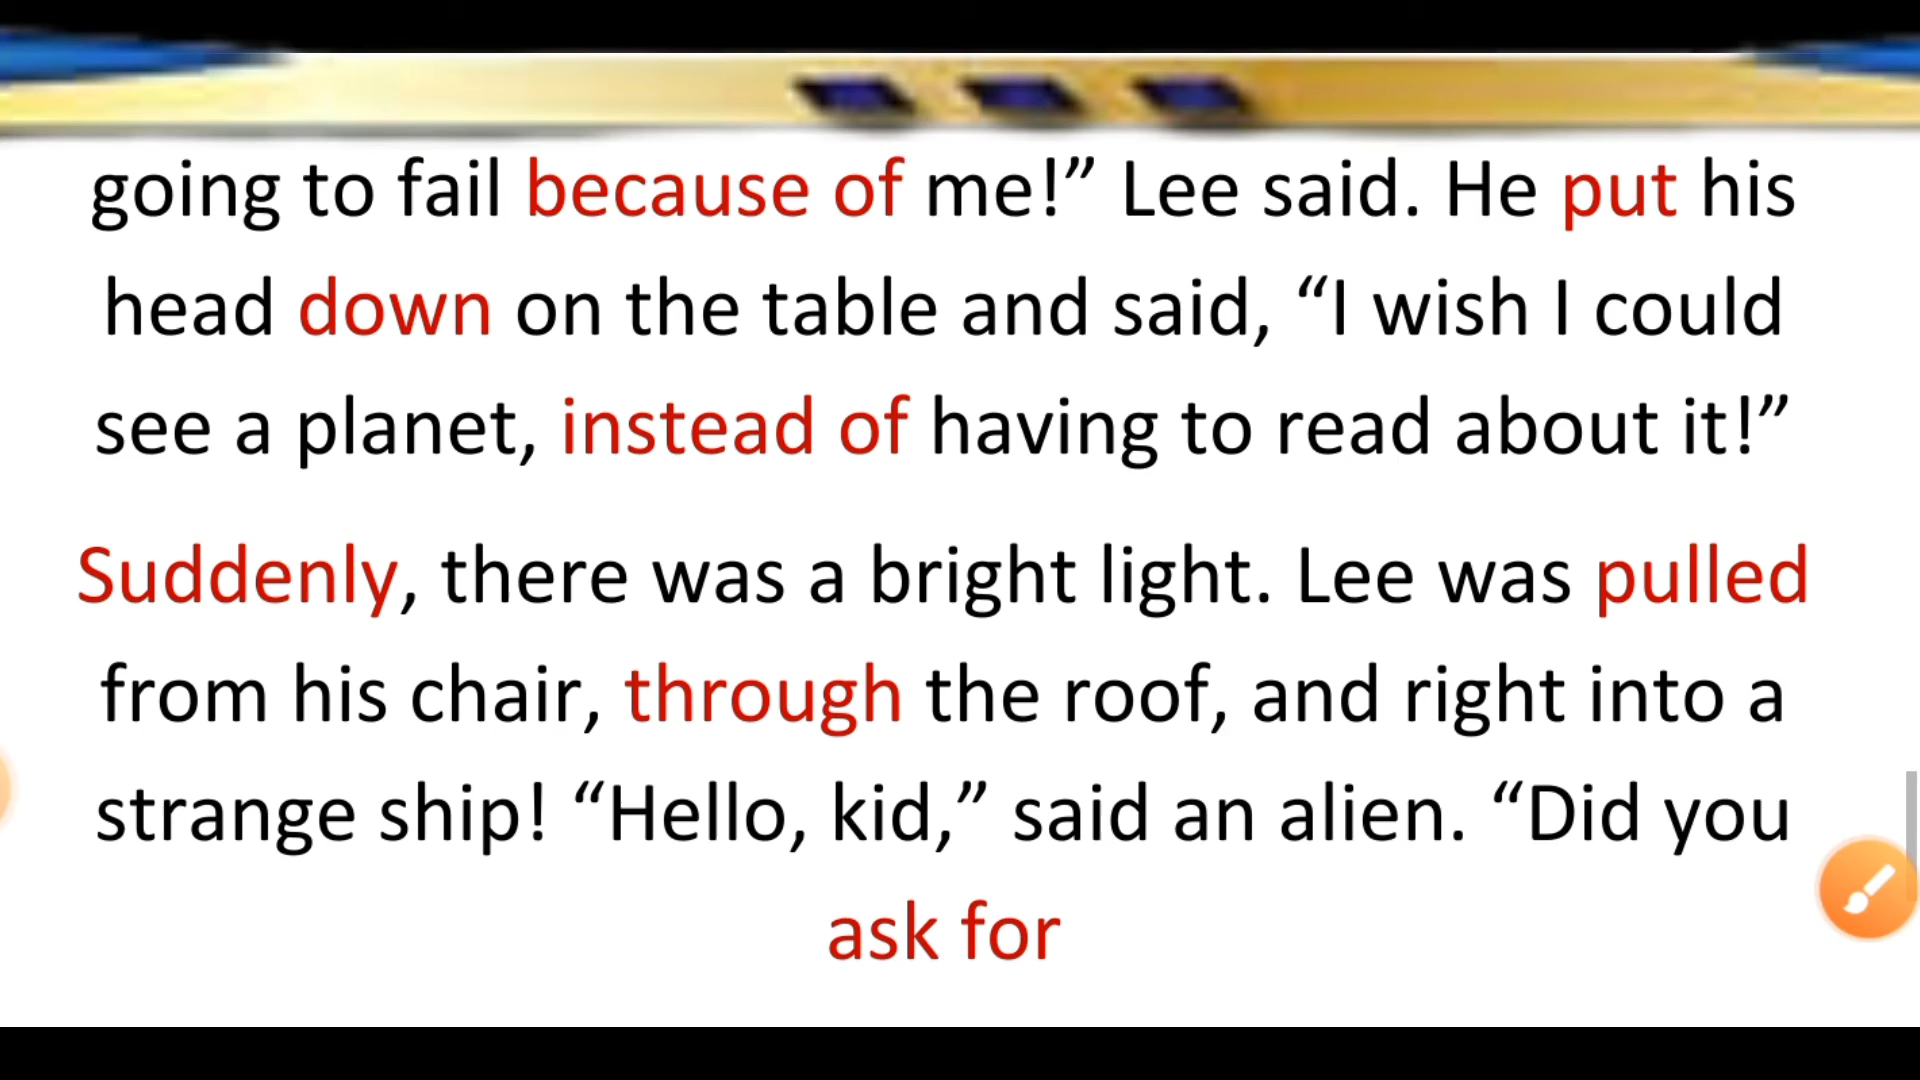 going to fail because of me!” Lee said. He put his
head down on the table and said, “I wish I could
see a planet, instead of having to read about it!”
Suddenly, there was a bright light. Lee was pulled
from his chair, through the roof, and right into a
strange ship! “Hello, kid,” said an alien. “Did you
ask for